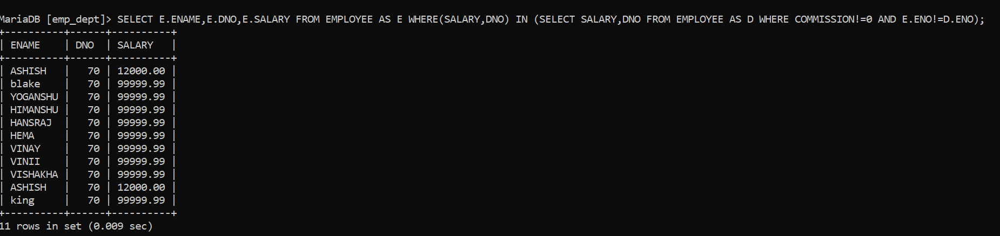 MariaDB [emp_dept]> SELECT E.ENAME,E.DNO,E.SALARY FROM EMPLOYEE AS E WHERE(SALARY,DNO) IN (SELECT SALARY,DNO FROM EMPLOYEE AS D WHERE COMMISSION!=0 AND E.ENO!=D.ENO);
+----------+------+----------+
| ENAME    | DNO  | SALARY   |
+----------+------+----------+
| ASHISH   |   70 | 12000.00 |
| blake    |   70 | 99999.99 |
| YOGANSHU |   70 | 99999.99 |
| HIMANSHU |   70 | 99999.99 |
| HANSRAJ  |   70 | 99999.99 |
| HEMA     |   70 | 99999.99 |
| VINAY    |   70 | 99999.99 |
| VINII    |   70 | 99999.99 |
| VISHAKHA |   70 | 99999.99 |
| ASHISH   |   70 | 12000.00 |
| king     |   70 | 99999.99 |
+----------+------+----------+
11 rows in set (0.009 sec)